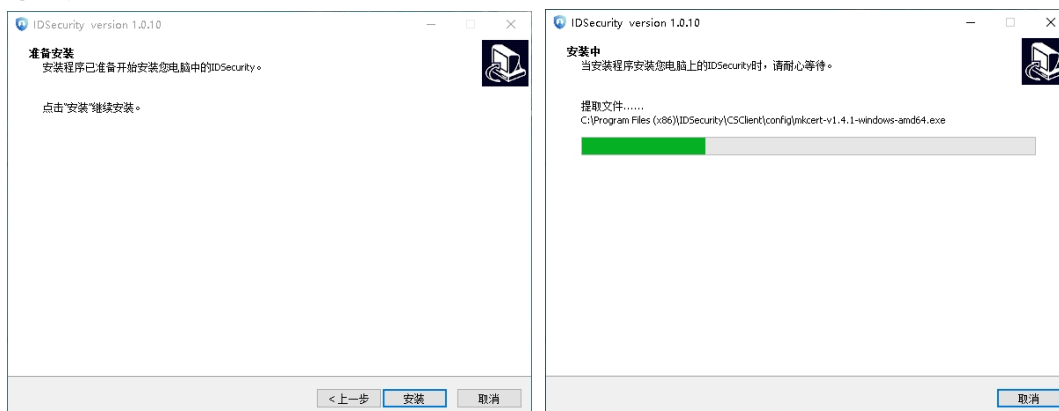 IDSecurity version 1.0.10
准备安装
安装程序已准备开始安装您电脑中的IDSecurity。
点击"安装"继续安装。
<上一步
安装
取消
IDSecurity version 1.0.10
安装中
当安装程序安装您电脑上的IDSecurity时，请耐心等待。
提取文件......
C:\Program Files (x86)\IDSecurity\CSClient\config\mkcert-v1.4.1-windows-amd64.exe
取消